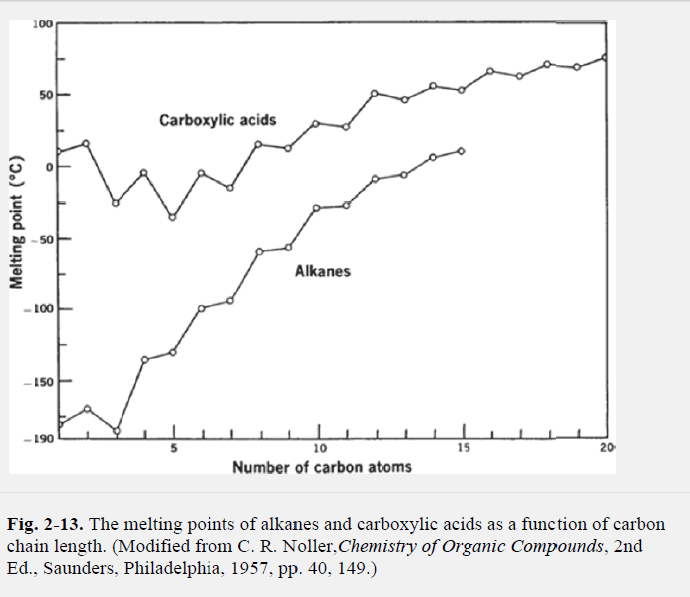 100
50
Carboxylic acids
0
Melting point (°C)
-50
Alkanes
-100
-150
-190
5
10
15
20
Number of carbon atoms
Fig. 2-13. The melting points of alkanes and carboxylic acids as a function of carbon
chain length. (Modified from C. R. Noller,Chemistry of Organic Compounds, 2nd
Ed., Saunders, Philadelphia, 1957, pp. 40, 149.)